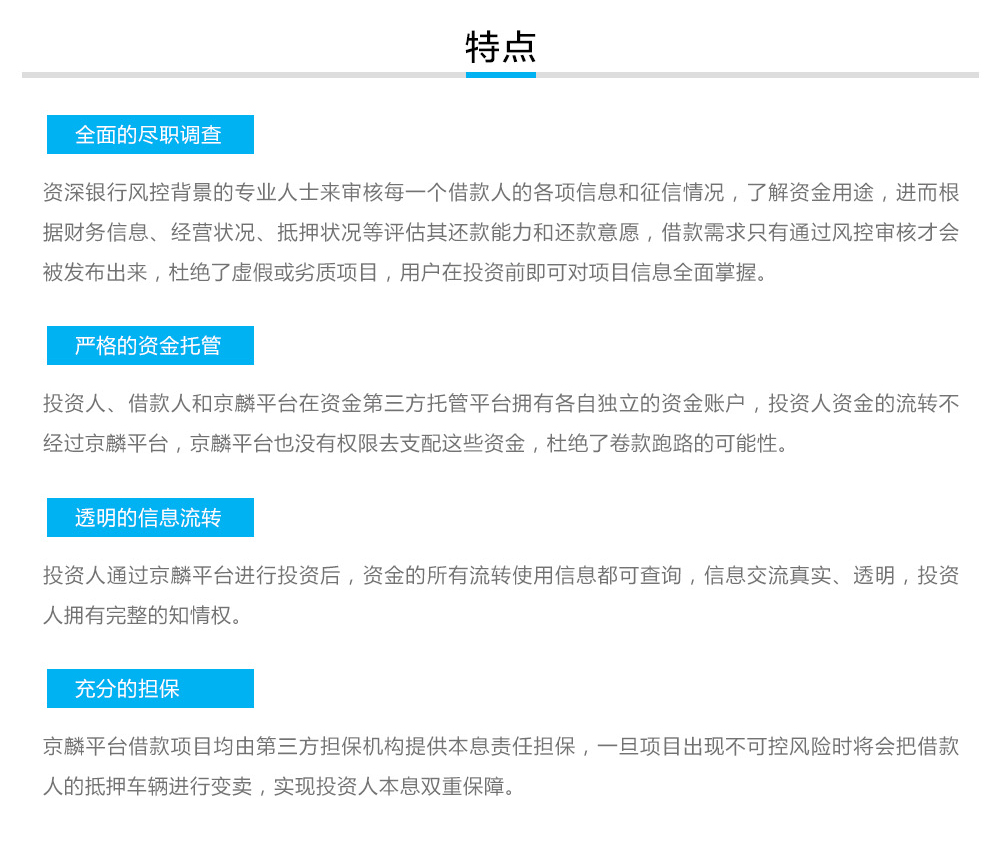 特点
全面的尽职调查
资深银行风控背景的专业人士来审核每一个借款人的各项信息和征信情况，了解资金用途，进而根
据财务信息、经营状况、抵押状况等评估其还款能力和还款意愿，借款需求只有通过风控审核才会
被发布出来，杜绝了虚假或劣质项目，用户在投资前即可对项目信息全面掌握。
严格的资金托管
投资人、借款人和京麟平台在资金第三方托管平台拥有各自独立的资金账户，投资人资金的流转不
经过京麟平台，京麟平台也没有权限去支配这些资金，杜绝了卷款跑路的可能性。
透明的信息流转
投资人通过京麟平台进行投资后，资金的所有流转使用信息都可查询，信息交流真实、透明，投资
人拥有完整的知情权。
充分的担保
京麟平台借款项目均由第三方担保机构提供本息责任担保，一旦项目出现不可控风险时将会把借款
人的抵押车辆进行变卖，实现投资人本息双重保障。